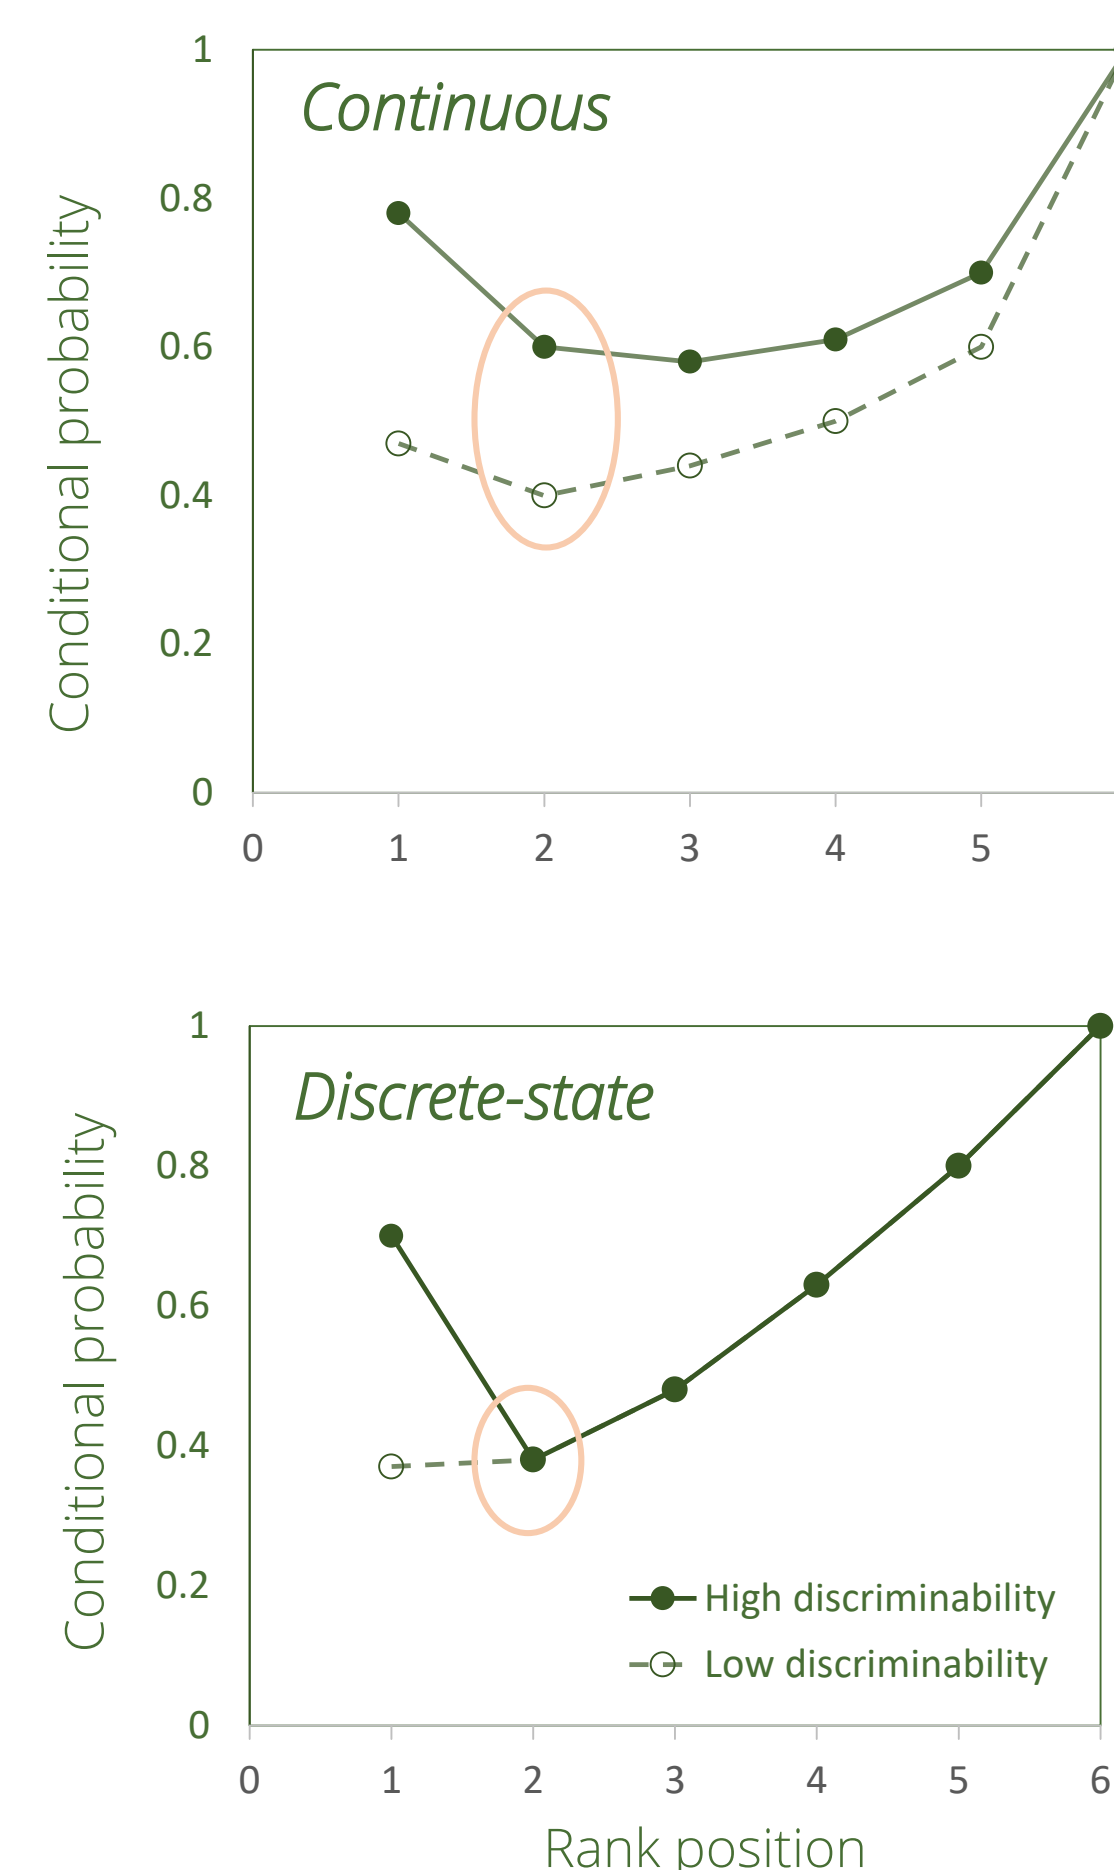 1
Continuous
0.8
0.6
0.4
0.2
0
Conditional probability
0 1 2 3 4 5
1
Discrete-state
0.8
0.6
0.4
0.2
0
Conditional probability
High discriminability
Low discriminability
0 1 2 3 4 5 6
Rank position